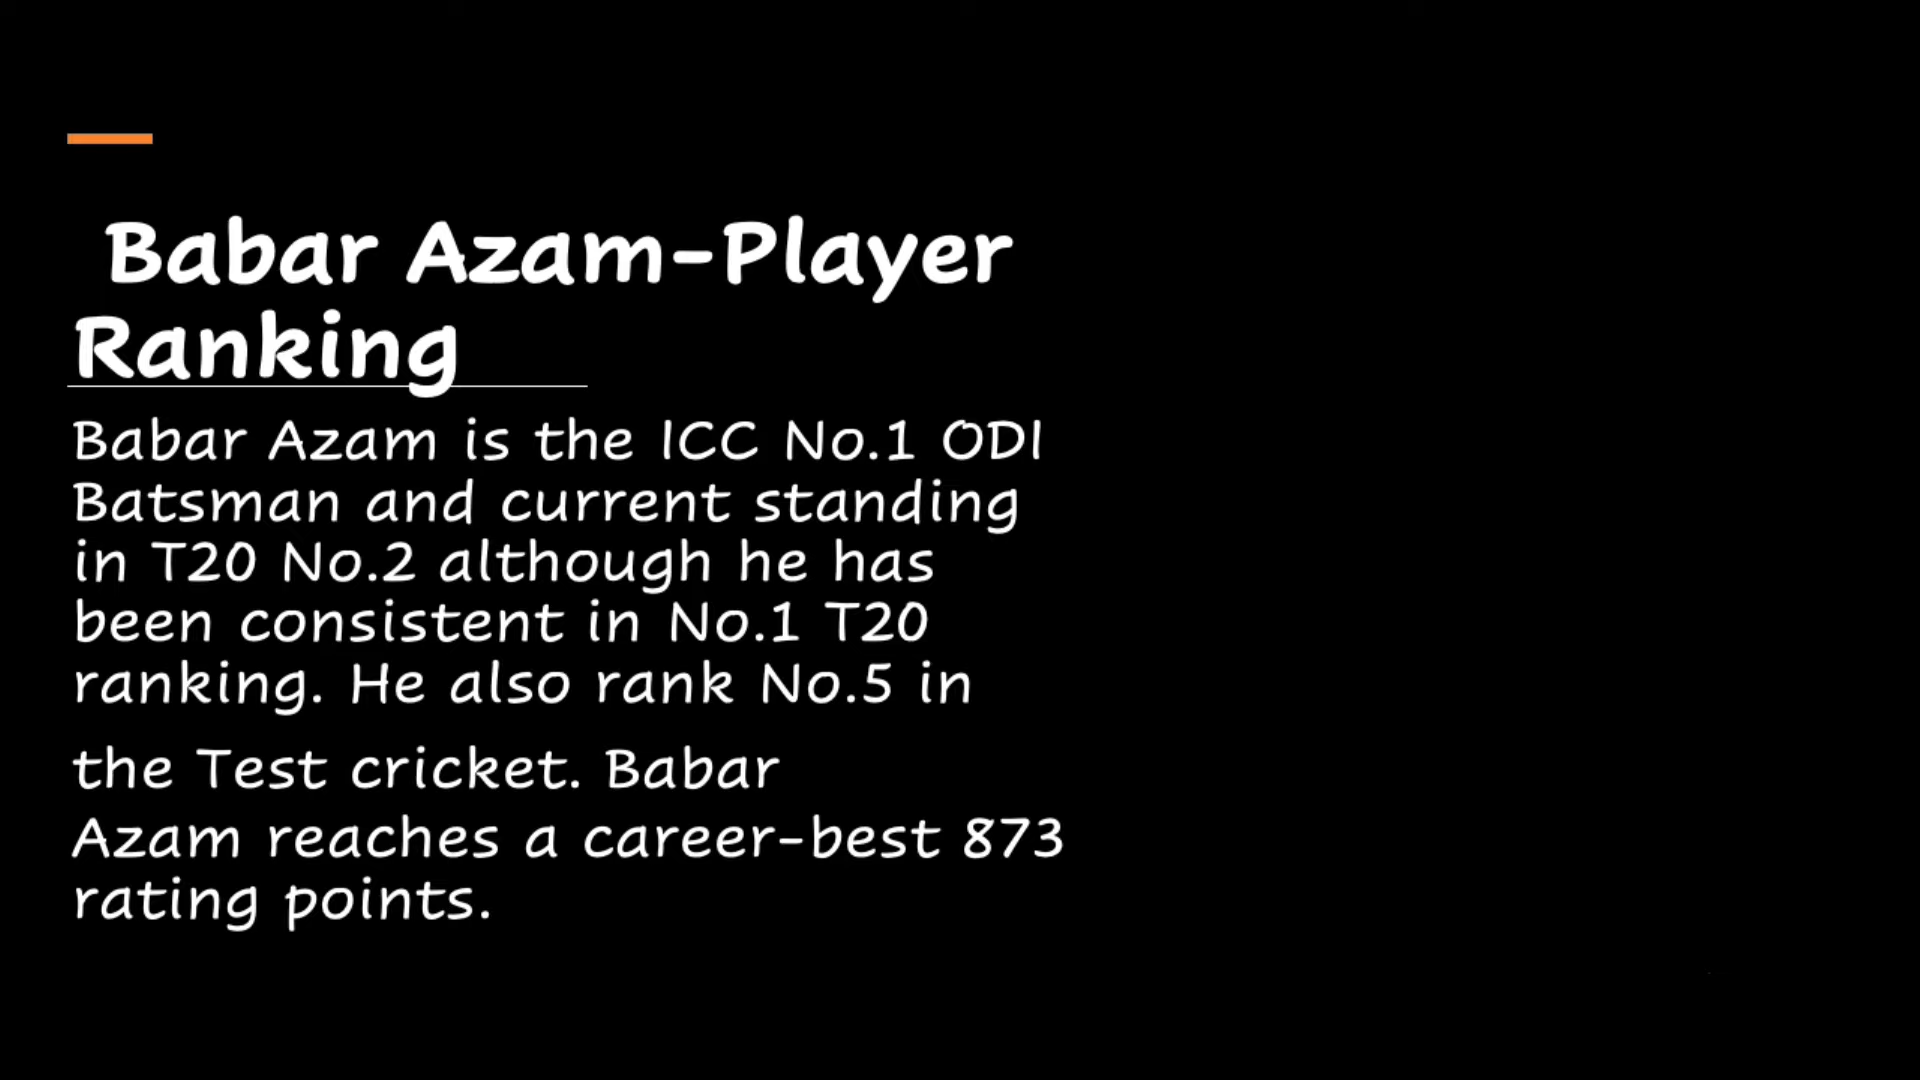 Babar Azam-Player
Ranking
Babar Azam is the ICC No.1 ODI
Batsman and current standing
in T20 No.2 although he has
been consistent in No.1 T20
ranking. He also rank No.5 in
the Test cricket. Babar
Azam reaches a career-best 873
rating points.